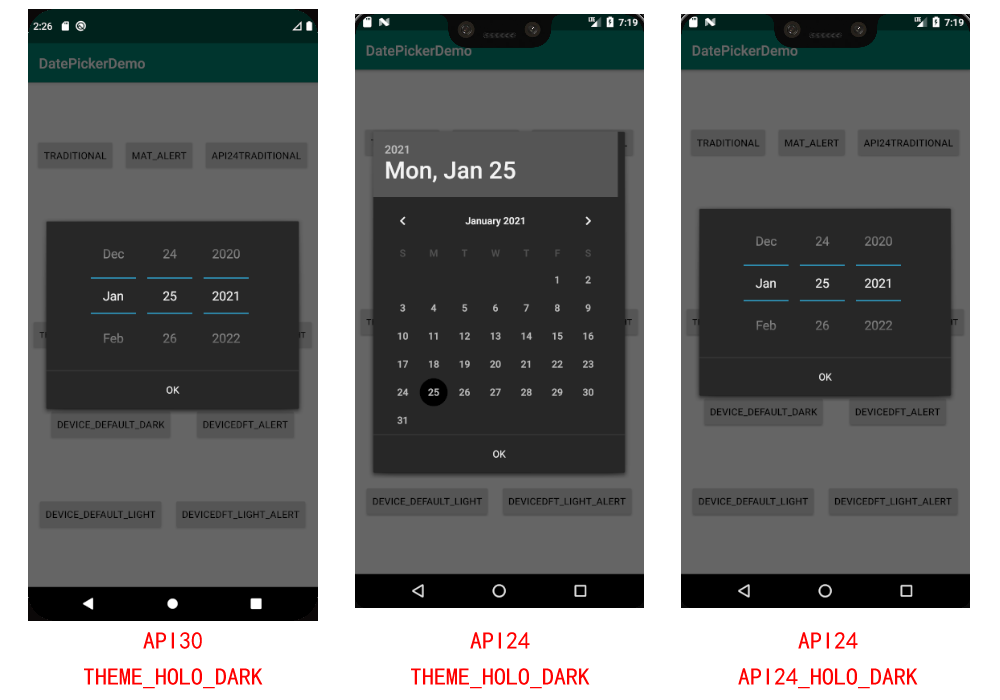 2:26
DatePickerDemo
TRADITIONAL MAT_ALERT API24TRADITIONAL
Dec 24 2020
Jan 25 2021
Feb 26 2022
OK
DEVICE_DEFAULT_DARK DEVICEDFT_ALERT
DEVICE_DEFAULT_LIGHT DEVICEDFT_LIGHT_ALERT
API30
THEME_HOLO_DARK
LTE 7:19
DatePickerDemo
2021
Mon, Jan 25
January 2021
S M T W T F S
1 2
3 4 5 6 7 8 9
10 11 12 13 14 15 16
17 18 19 20 21 22 23
24 25 26 27 28 29 30
31
OK
DEVICE_DEFAULT_LIGHT DEVICEDFT_LIGHT_ALERT
API24
THEME_HOLO_DARK
LTE 7:19
DatePickerDemo
TRADITIONAL MAT_ALERT API24TRADITIONAL
Dec 24 2020
Jan 25 2021
Feb 26 2022
OK
DEVICE_DEFAULT_DARK DEVICEDFT_ALERT
DEVICE_DEFAULT_LIGHT DEVICEDFT_LIGHT_ALERT
API24
API24_HOLO_DARK